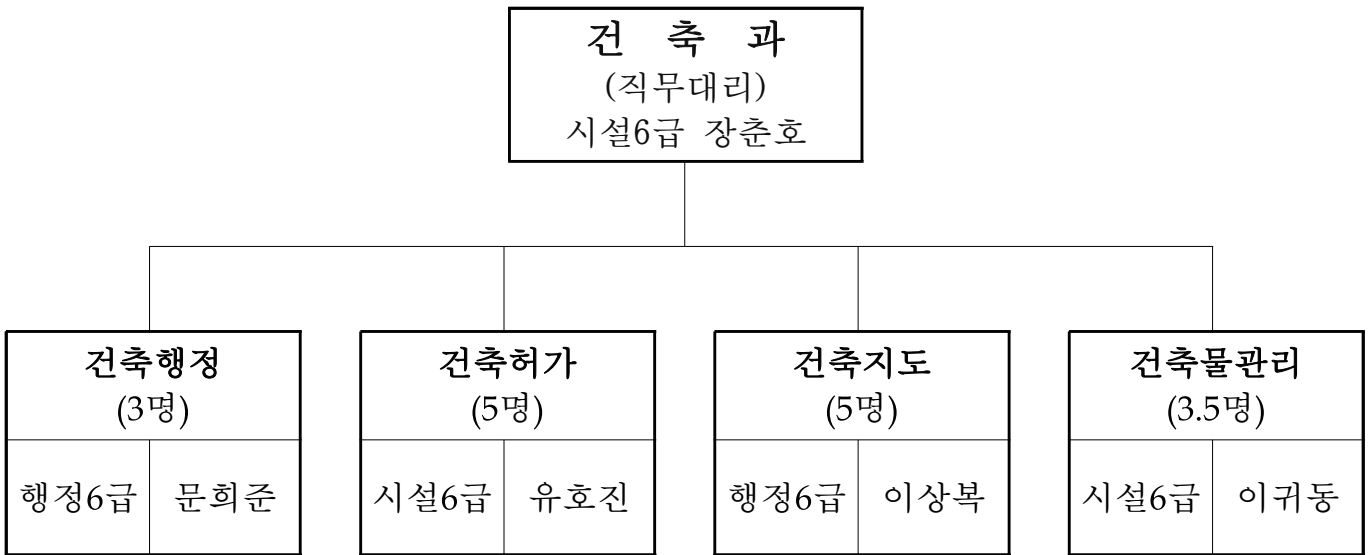 건 축 과
(직무대리)
시설6급 장춘호
건축행정
(3명)
행정6급 문희준
건축허가
(5명)
시설6급 유호진
건축지도
(5명)
행정6급 이상복
건축물관리
(3.5명)
시설6급 이귀동